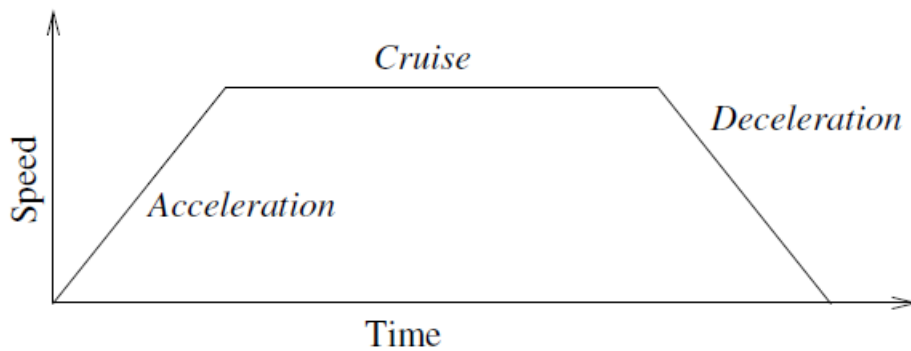 Cruise
Deceleration
Speed
Acceleration
Time